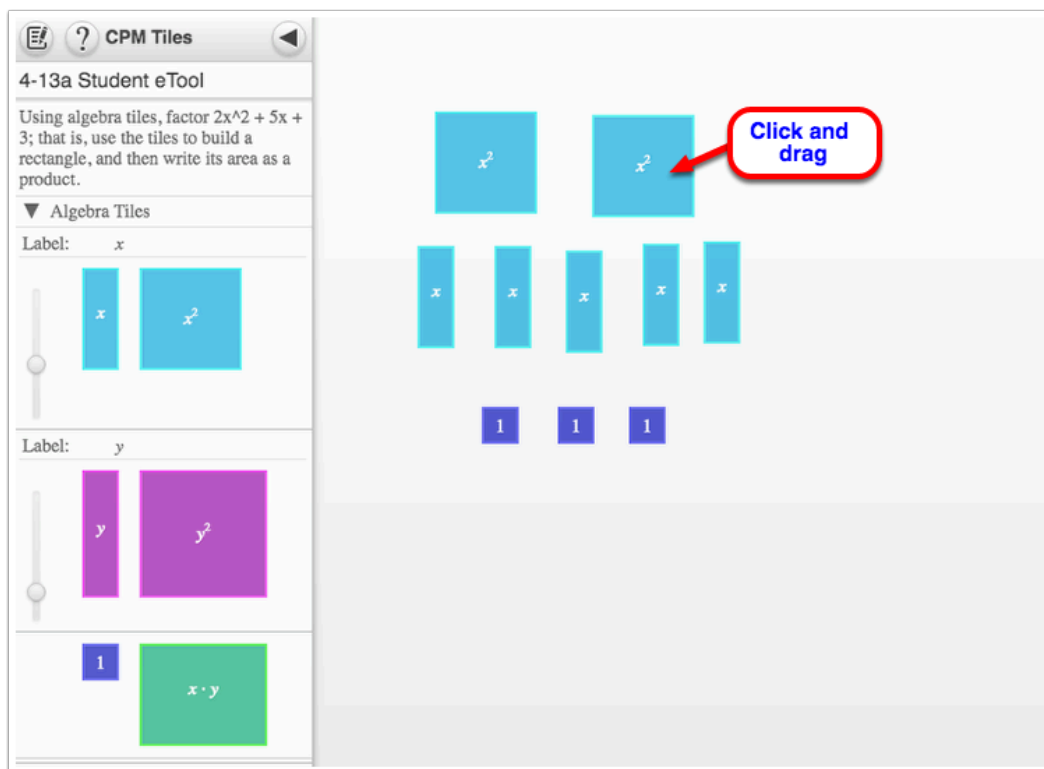 ? CPM Tiles
4-13a Student eTool
Using algebra tiles, factor 2x^2 + 5x +
3; that is, use the tiles to build a
rectangle, and then write its area as a
product.
▼ Algebra Tiles
Label: x
x x²
Label: y
y y²
1 x · y
x² x²
Click and
drag
x x x x x
1 1 1